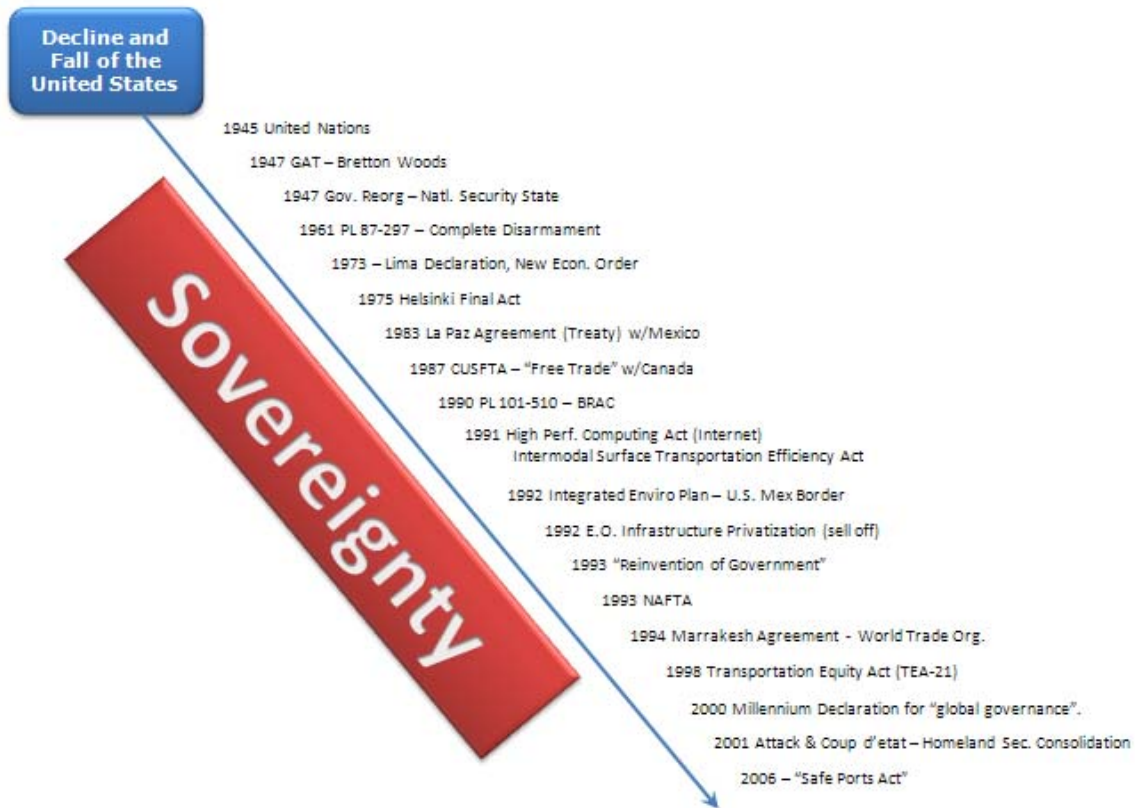 Decline and
Fall of the
United States
1945 United Nations
1947 GAT – Bretton Woods
1947 Gov. Reorg – Natl. Security State
1961 PL 87-297 – Complete Disarmament
1973 – Lima Declaration, New Econ. Order
1975 Helsinki Final Act
1983 La Paz Agreement (Treaty) w/Mexico
1987 CUSFTA – "Free Trade" w/Canada
1990 PL 101-510 – BRAC
1991 High Perf. Computing Act (Internet)
Intermodal Surface Transportation Efficiency Act
1992 Integrated Enviro Plan – U.S. Mex Border
1992 E.O. Infrastructure Privatization (sell off)
1993 "Reinvention of Government"
1993 NAFTA
1994 Marrakesh Agreement - World Trade Org.
1998 Transportation Equity Act (TEA-21)
2000 Millennium Declaration for "global governance".
2001 Attack & Coup d'etat – Homeland Sec. Consolidation
2006 – "Safe Ports Act"
Sovereignty